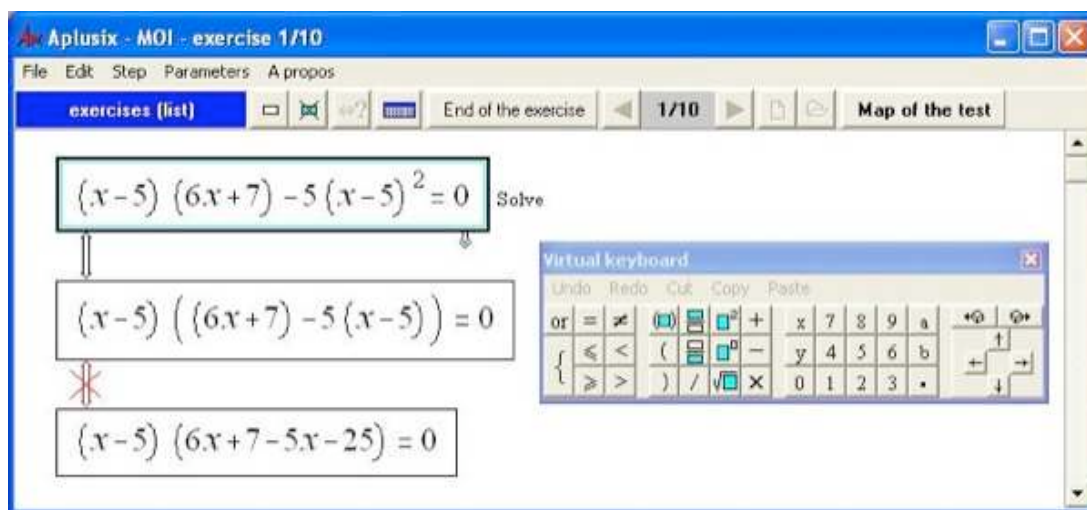 Aplusix - MOI - exercise 1/10
File Edit Step Parameters A propos
exercises (list) ⇔? End of the exercise 1/10 Map of the test
(x-5) (6x+7) -5(x-5)² = 0 Solve
(x-5) ((6x+7) -5(x-5)) = 0
(x-5) (6x+7-5x-25) = 0
Virtual keyboard
Undo Redo Cut Copy Paste
or = ≠ (□) □² + x 7 8 9 a
{ ⩽ < ( □ⁿ − y 4 5 6 b
⩾ > ) / √□ × 0 1 2 3 .